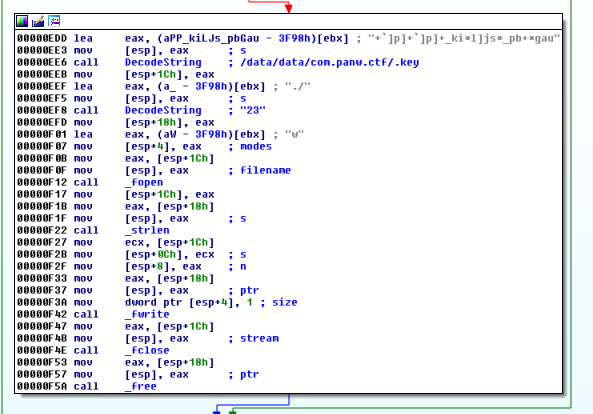 00000EDD lea eax, (aPP_kiLJs_pbGau - 3F98h)[ebx] ; "+`]p]+`]p]+_ki*l]js*_pb+*gau"
00000EE3 mov [esp], eax ; s
00000EE6 call DecodeString ; /data/data/com.panw.ctf/.key
00000EEB mov [esp+1Ch], eax
00000EEF lea eax, (a_ - 3F98h)[ebx] ; "./"
00000EF5 mov [esp], eax ; s
00000EF8 call DecodeString ; "23"
00000EFD mov [esp+18h], eax
00000F01 lea eax, (aW - 3F98h)[ebx] ; "w"
00000F07 mov [esp+4], eax ; modes
00000F0B mov eax, [esp+1Ch]
00000F0F mov [esp], eax ; filename
00000F12 call _fopen
00000F17 mov [esp+1Ch], eax
00000F1B mov eax, [esp+18h]
00000F1F mov [esp], eax ; s
00000F22 call _strlen
00000F27 mov ecx, [esp+1Ch]
00000F2B mov [esp+0Ch], ecx ; s
00000F2F mov [esp+8], eax ; n
00000F33 mov eax, [esp+18h]
00000F37 mov [esp], eax ; ptr
00000F3A mov dword ptr [esp+4], 1 ; size
00000F42 call _fwrite
00000F47 mov eax, [esp+1Ch]
00000F4B mov [esp], eax ; stream
00000F4E call _fclose
00000F53 mov eax, [esp+18h]
00000F57 mov [esp], eax ; ptr
00000F5A call _free